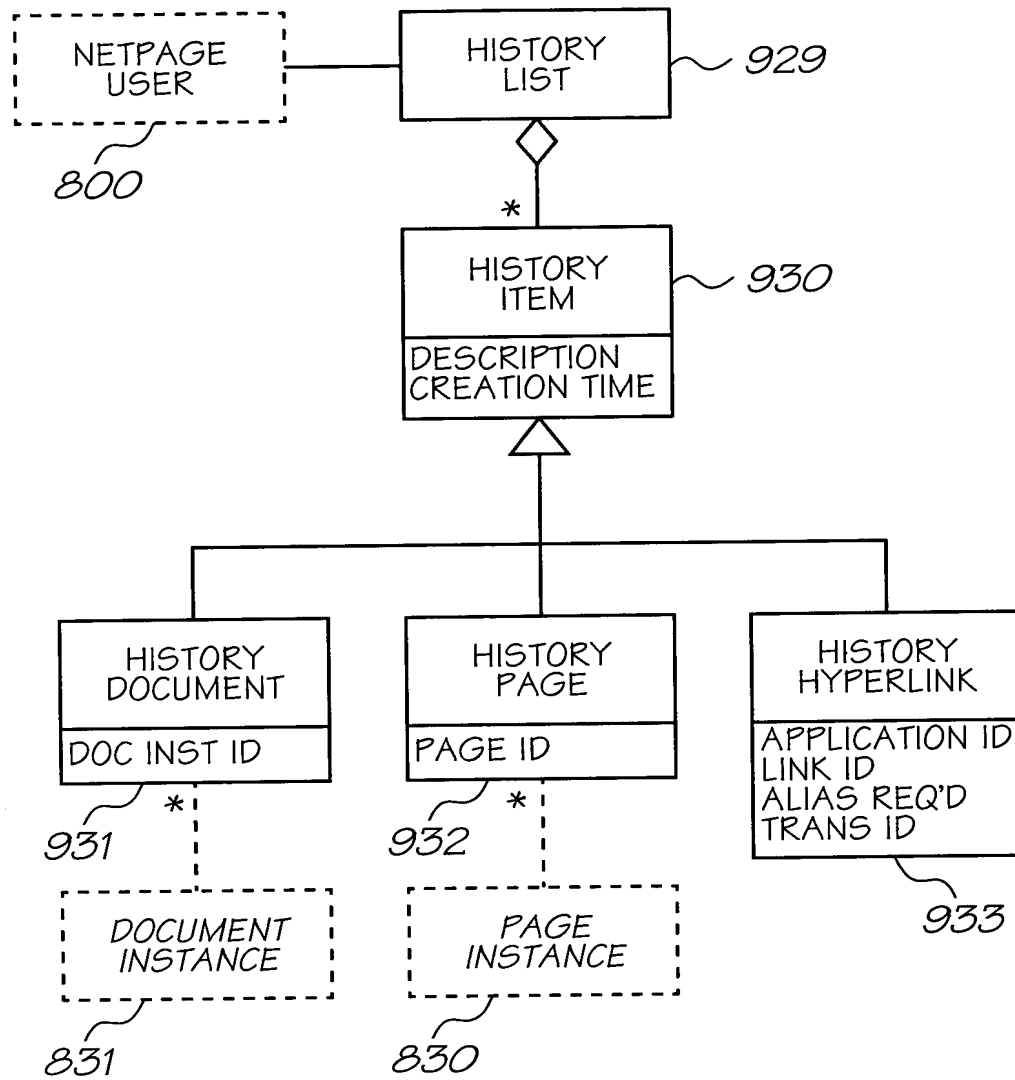 NETPAGE
USER
800
HISTORY
LIST
929
*
HISTORY
ITEM
930
DESCRIPTION
CREATION TIME
HISTORY
DOCUMENT
DOC INST ID
931
*
HISTORY
PAGE
PAGE ID
932
*
HISTORY
HYPERLINK
APPLICATION ID
LINK ID
ALIAS REQ'D
TRANS ID
933
DOCUMENT
INSTANCE
831
PAGE
INSTANCE
830